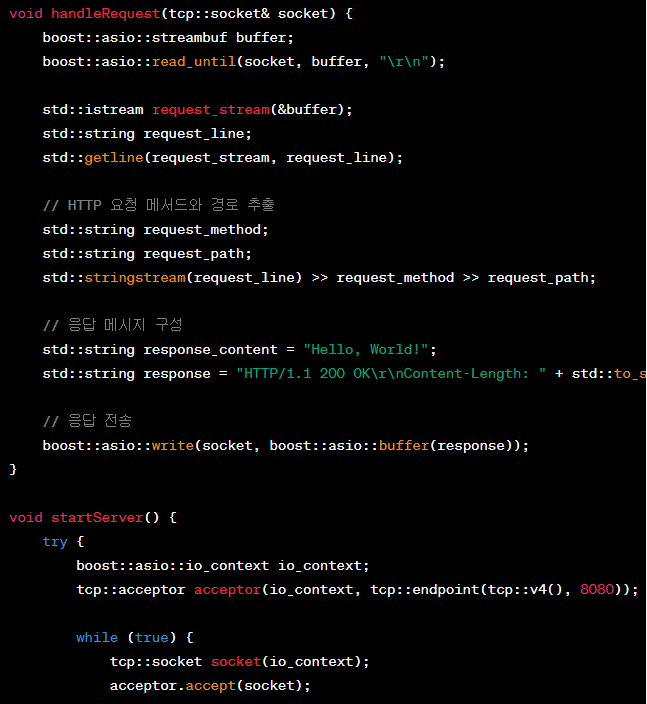 void handleRequest(tcp::socket& socket) {
    boost::asio::streambuf buffer;
    boost::asio::read_until(socket, buffer, "\r\n");

    std::istream request_stream(&buffer);
    std::string request_line;
    std::getline(request_stream, request_line);

    // HTTP 요청 메서드와 경로 추출
    std::string request_method;
    std::string request_path;
    std::stringstream(request_line) >> request_method >> request_path;

    // 응답 메시지 구성
    std::string response_content = "Hello, World!";
    std::string response = "HTTP/1.1 200 OK\r\nContent-Length: " + std::to_s

    // 응답 전송
    boost::asio::write(socket, boost::asio::buffer(response));
}

void startServer() {
    try {
        boost::asio::io_context io_context;
        tcp::acceptor acceptor(io_context, tcp::endpoint(tcp::v4(), 8080));

        while (true) {
            tcp::socket socket(io_context);
            acceptor.accept(socket);